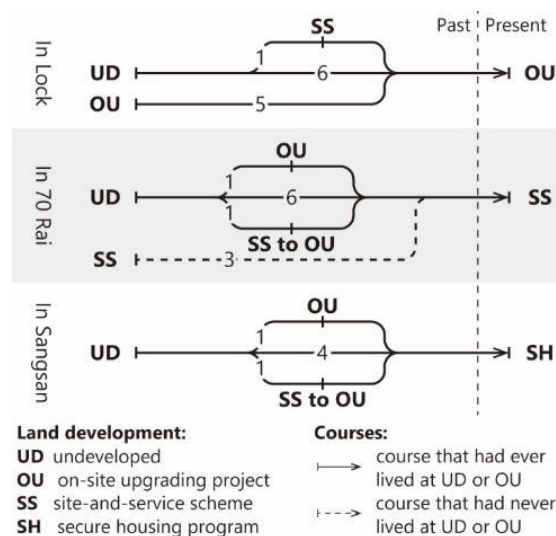 Past Present
In Lock
SS
1
UD 6 OU
OU 5
In 70 Rai
OU
1
UD 6 SS
1
SS to OU
SS 3
In Sangsan
OU
1
UD 4 SH
1
SS to OU
Land development:
UD undeveloped
OU on-site upgrading project
SS site-and-service scheme
SH secure housing program
Courses:
course that had ever
lived at UD or OU
course that had never
lived at UD or OU